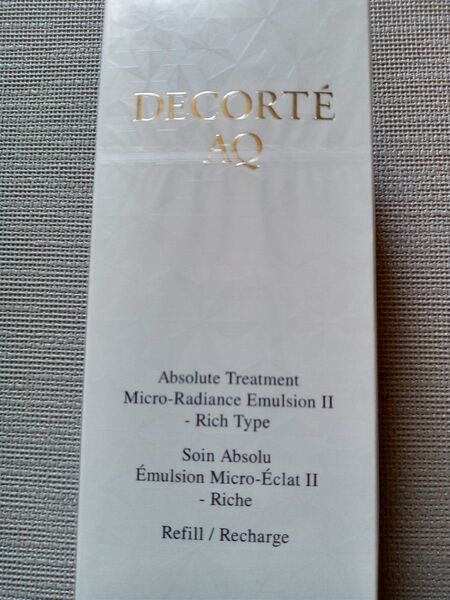 DECORTÉ
AQ
Absolute Treatment
Micro-Radiance Emulsion II
- Rich Type
Soin Absolu
Émulsion Micro-Éclat II
- Riche
Refill / Recharge